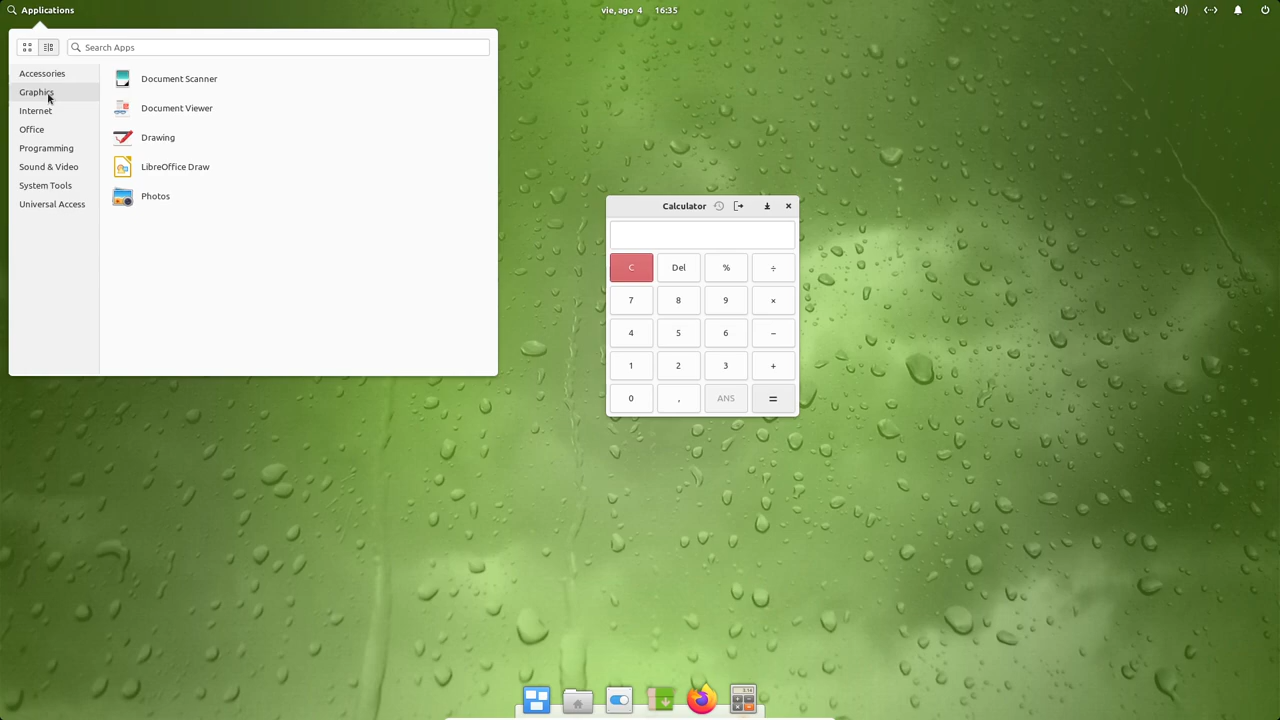 Applications
vie, ago 4 16:35
Search Apps
Accessories
Graphics
Internet
Office
Programming
Sound & Video
System Tools
Universal Access
Document Scanner
Document Viewer
Drawing
LibreOffice Draw
Photos
Calculator
C Del % ÷
7 8 9 ×
4 5 6 −
1 2 3 +
0 , ANS =